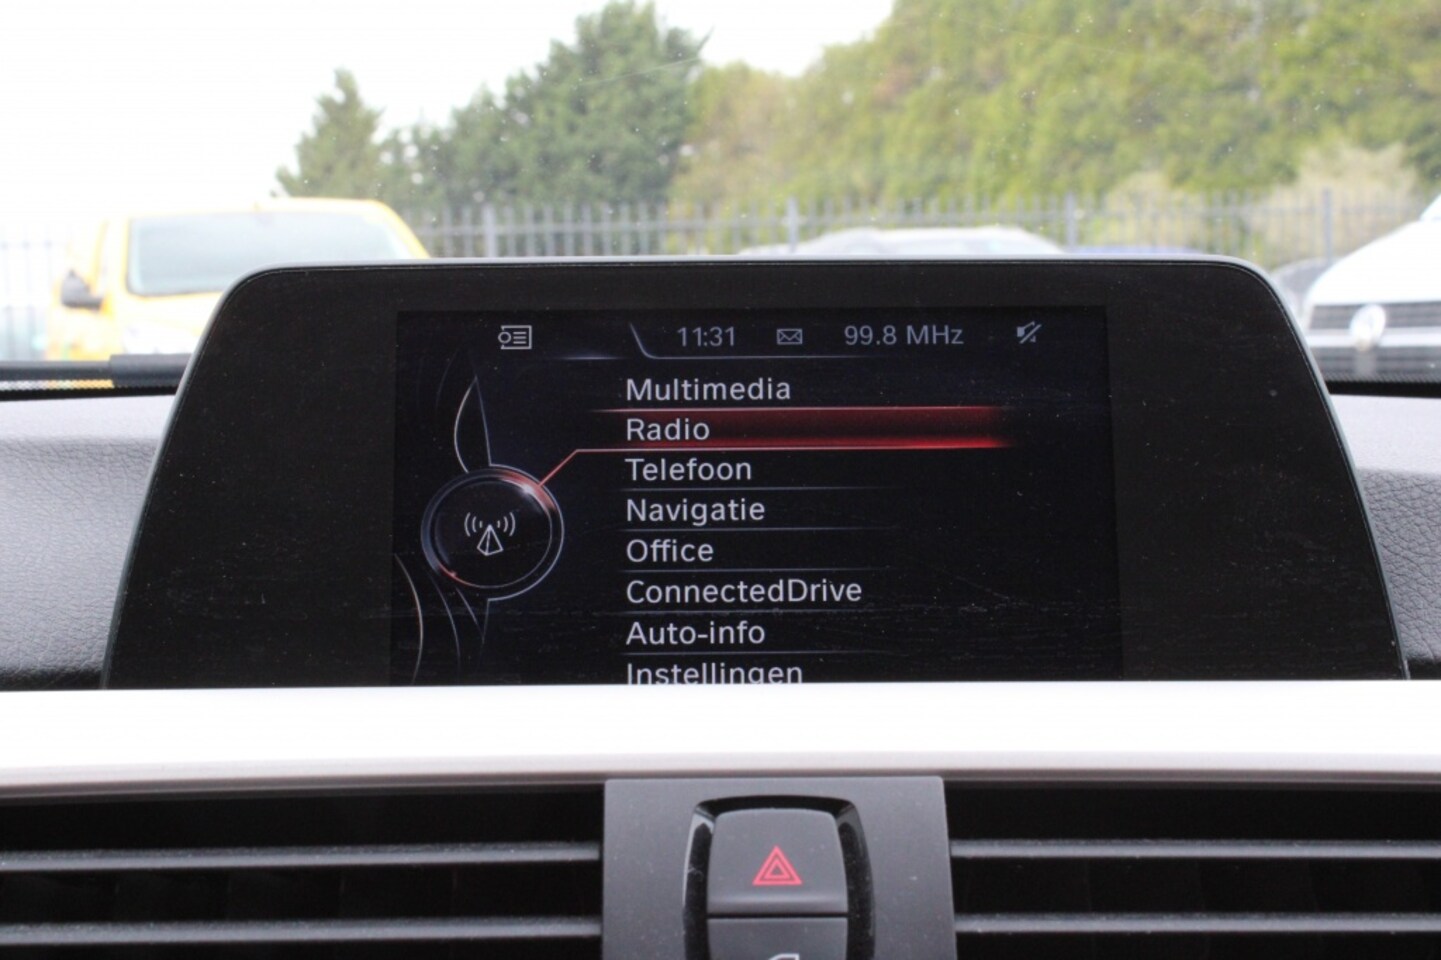 11:31 99.8 MHz
Multimedia
Radio
Telefoon
Navigatie
Office
ConnectedDrive
Auto-info
Instellingen